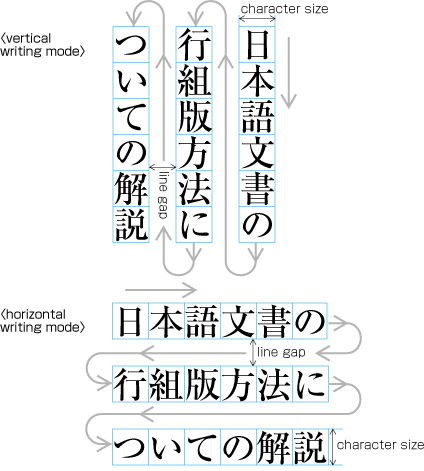 character size
〈vertical
writing mode〉
日本語文書の
行組版方法に
ついての解説
line gap
〈horizontal
writing mode〉
日本語文書の
line gap
行組版方法に
ついての解説
character size